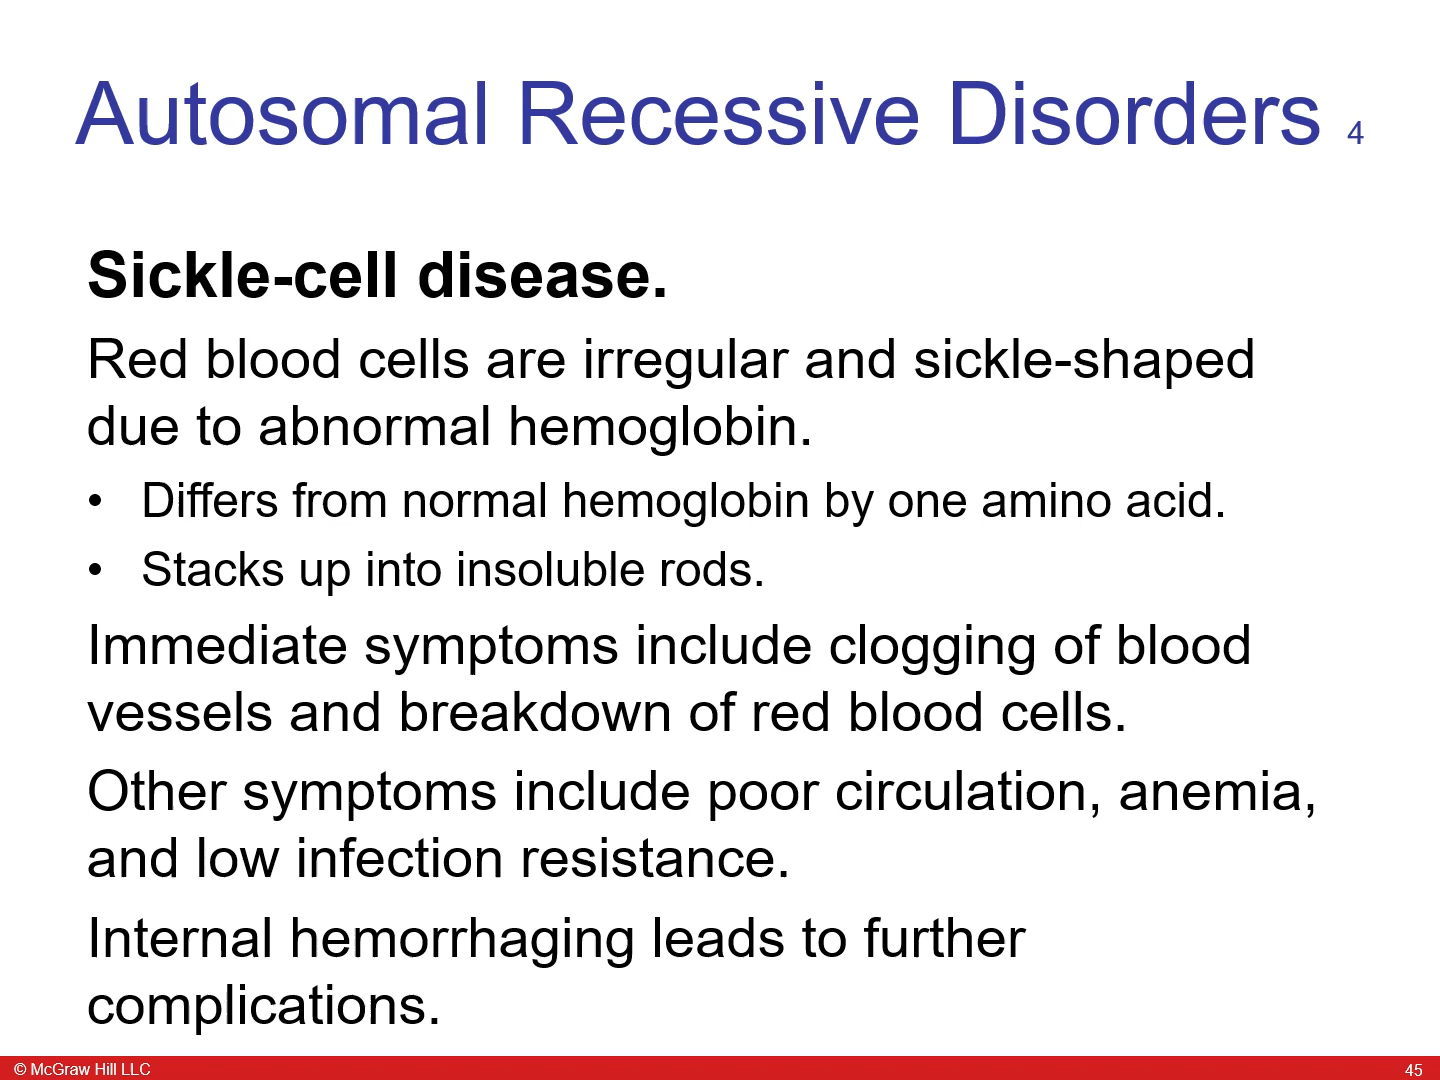 Autosomal Recessive Disorders 4
Sickle-cell disease.
Red blood cells are irregular and sickle-shaped
due to abnormal hemoglobin.
• Differs from normal hemoglobin by one amino acid.
• Stacks up into insoluble rods.
Immediate symptoms include clogging of blood
vessels and breakdown of red blood cells.
Other symptoms include poor circulation, anemia,
and low infection resistance.
Internal hemorrhaging leads to further
complications.
© McGraw Hill LLC
45